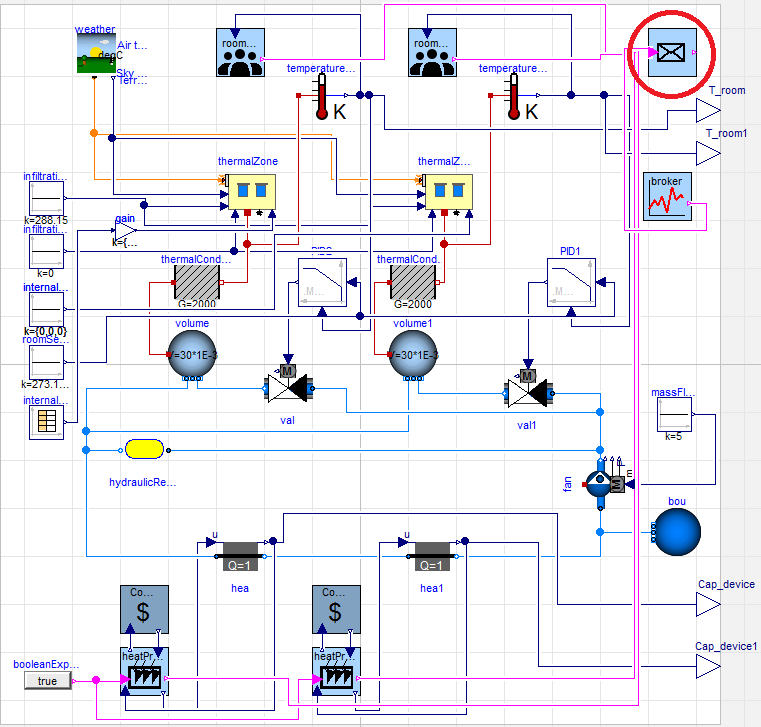 weather
Air t...
degC
Sky ...
Terr...
room...
room...
temperature...
temperature...
K
K
T_room
T_room1
thermalZone
thermalZ...
broker
infiltrati...
k=288.15
gain
k={...
infiltrati...
k=0
thermalCond...
thermalCond.
PID1
...M...
...M...
G=2000
G=2000
internal...
k={0,0,0}
volume
volume1
roomSe...
V=30*1E-3
V=30*1E-3
k=273.1...
M
M
internal...
val
val1
massFl...
k=5
hydraulicRe...
fan
M
m
bou
u
u
Q=1
Q=1
hea
hea1
Co...
$
Co...
$
Cap_device
Cap_device1
booleanExp...
true
heatPr...
heatPr...